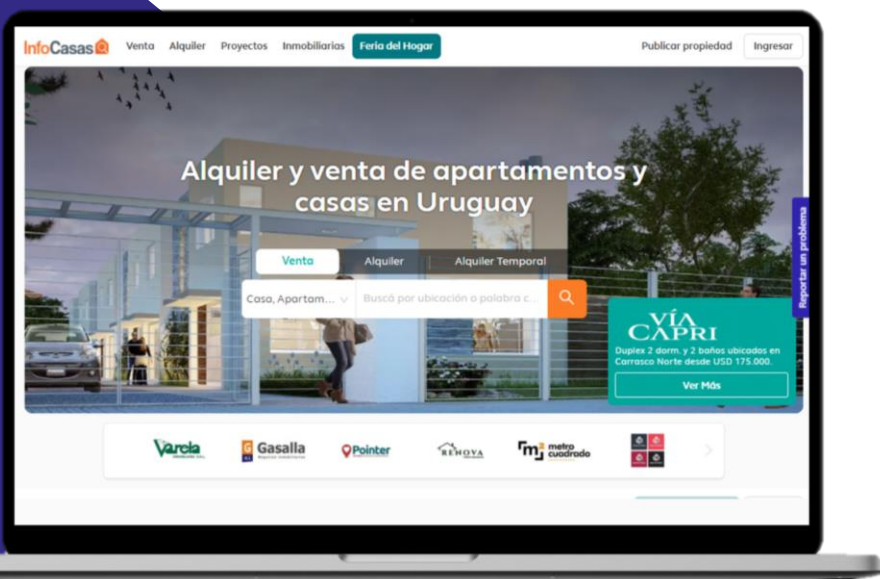 InfoCasas
Venta
Alquiler
Proyectos
Inmobiliarias
Feria del Hogar
Publicar propiedad
Ingresar
Alquiler y venta de apartamentos y
casas en Uruguay
Venta
Alquiler
Alquiler Temporal
Casa, Apartam...
Buscá por ubicación o palabra c...
Reportar un problema
VÍA
CAPRI
Duplex 2 dorm. y 2 baños ubicados en
Carrasco Norte desde USD 175.000.
Ver Más
Varela
Gasalla
Pointer
RENOVA
m2 metro
cuadrado